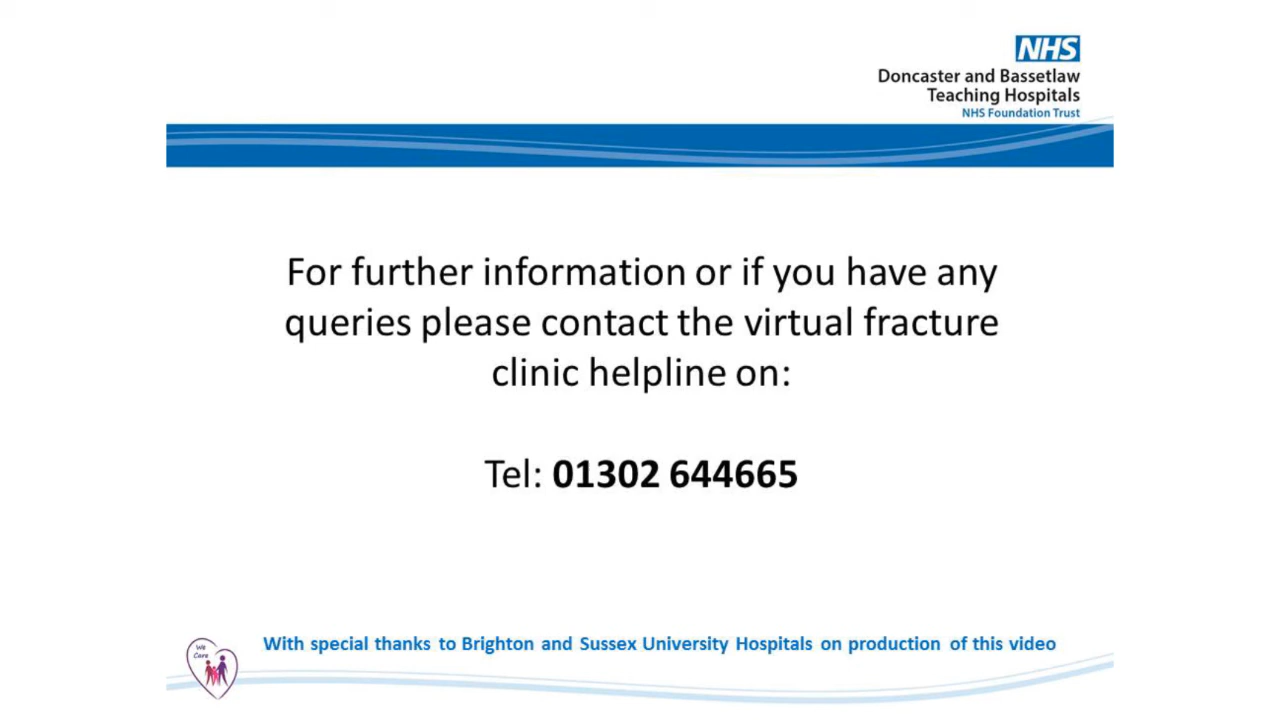 NHS
Doncaster and Bassetlaw
Teaching Hospitals
NHS Foundation Trust
For further information or if you have any
queries please contact the virtual fracture
clinic helpline on:
Tel: 01302 644665
We
Care
With special thanks to Brighton and Sussex University Hospitals on production of this video